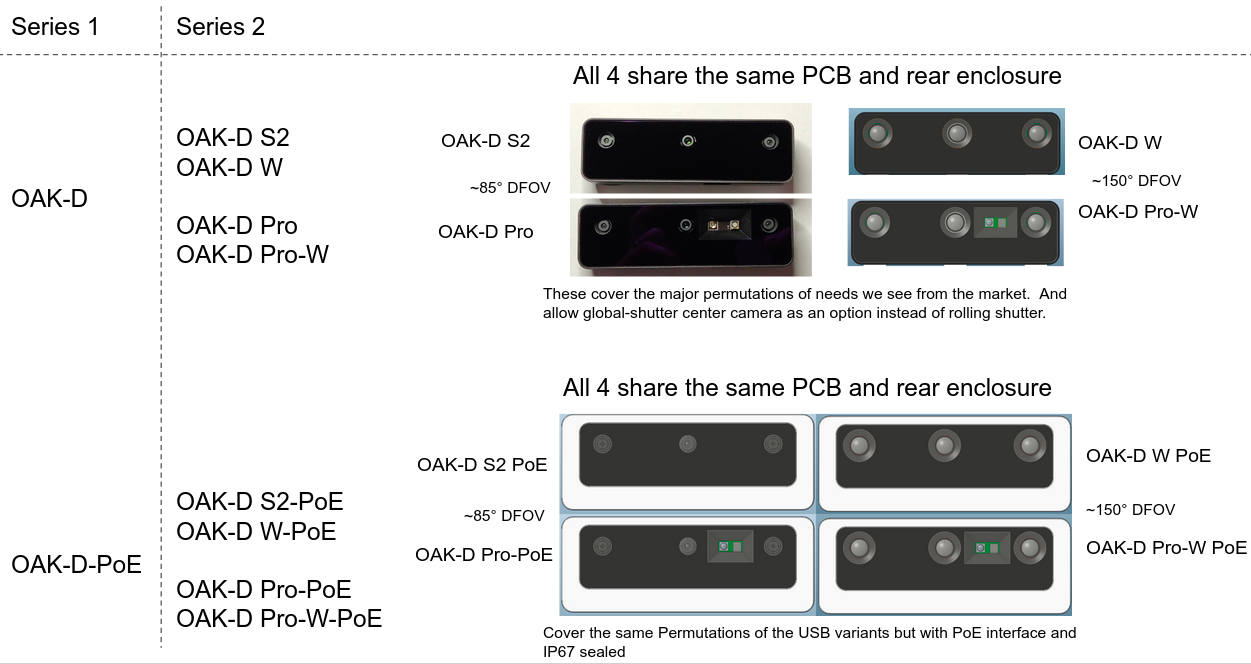 Series 1
Series 2
All 4 share the same PCB and rear enclosure
OAK-D
OAK-D S2
OAK-D W
OAK-D Pro
OAK-D Pro-W
OAK-D S2
~85° DFOV
OAK-D Pro
OAK-D W
~150° DFOV
OAK-D Pro-W
These cover the major permutations of needs we see from the market.  And
allow global-shutter center camera as an option instead of rolling shutter.
All 4 share the same PCB and rear enclosure
OAK-D-PoE
OAK-D S2-PoE
OAK-D W-PoE
OAK-D Pro-PoE
OAK-D Pro-W-PoE
OAK-D S2 PoE
~85° DFOV
OAK-D Pro-PoE
OAK-D W PoE
~150° DFOV
OAK-D Pro-W PoE
Cover the same Permutations of the USB variants but with PoE interface and
IP67 sealed